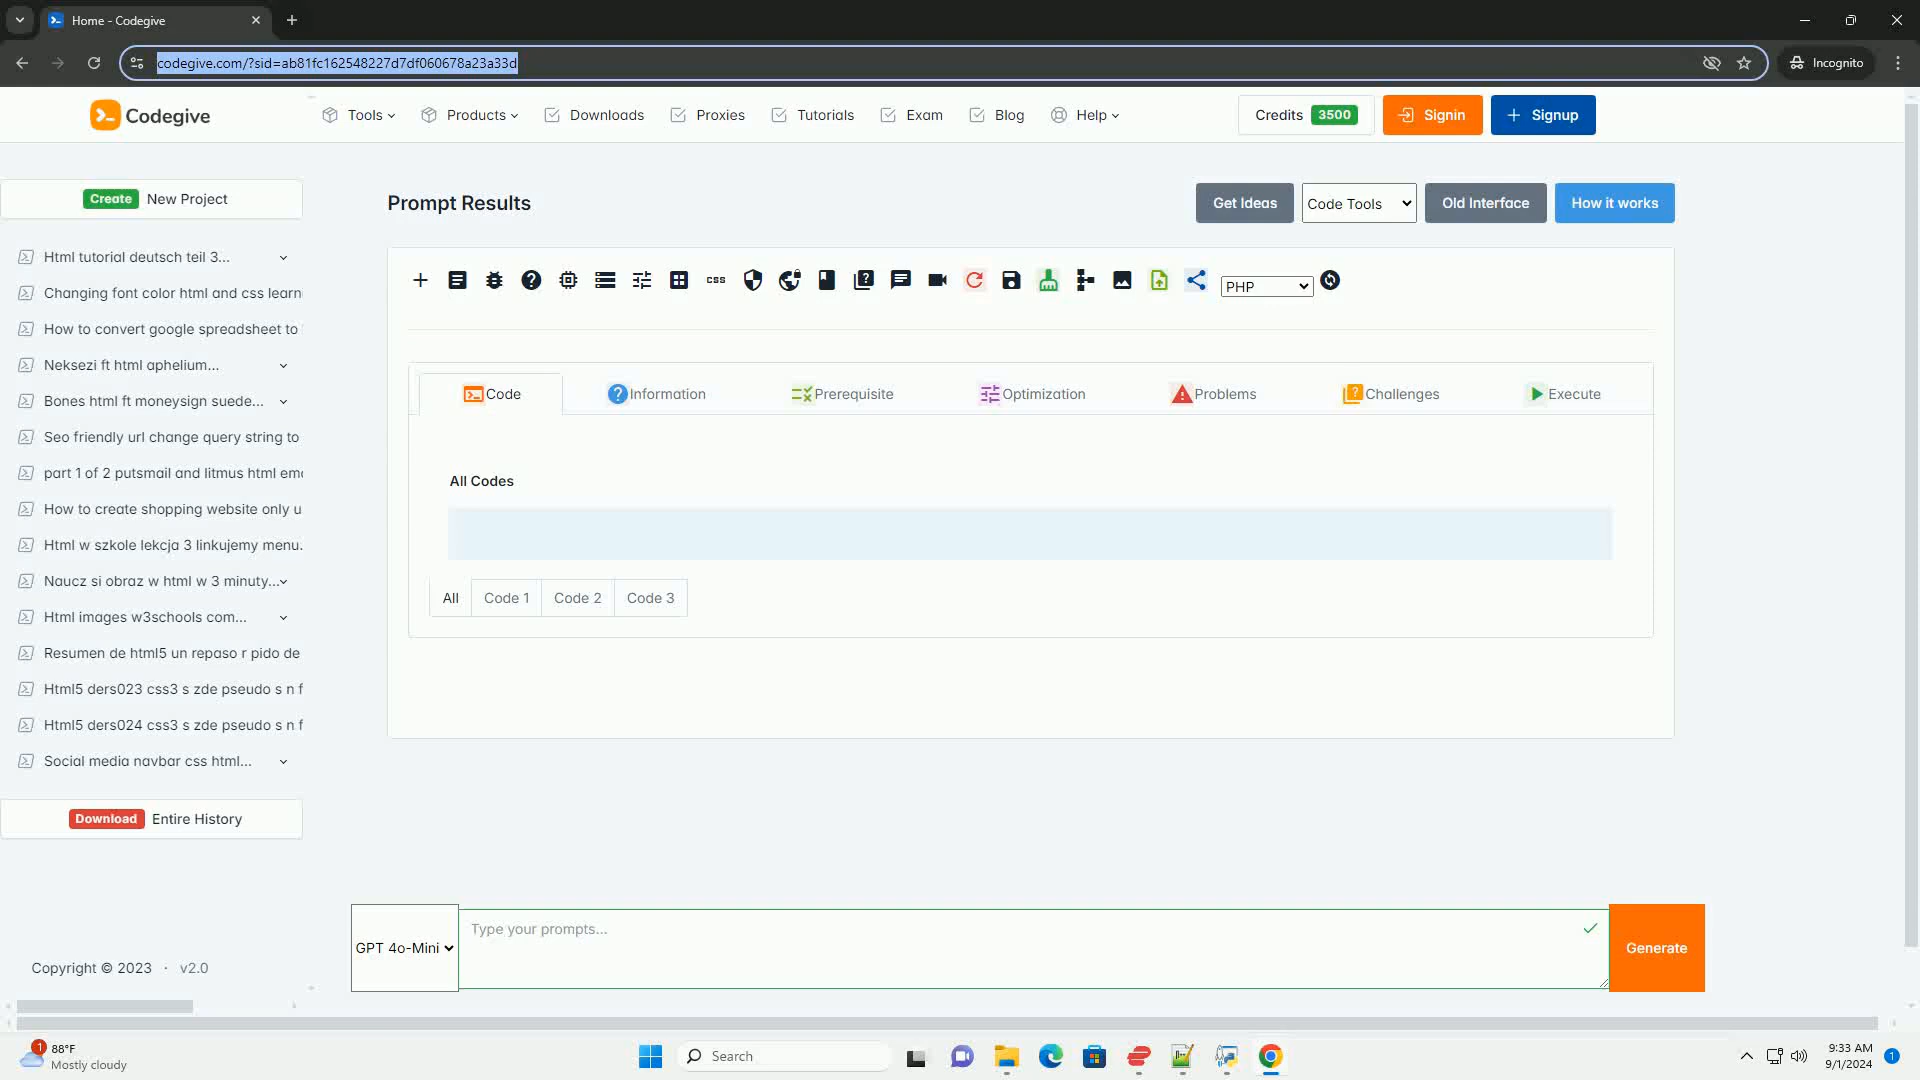 Home - Codegive
codegive.com/?sid=ab81fc162548227d7df060678a23a33d
Incognito
Codegive
Tools
Products
Downloads
Proxies
Tutorials
Exam
Blog
Help
Credits 3500
Signin
Signup
Create New Project
Html tutorial deutsch teil 3...
Changing font color html and css learn
How to convert google spreadsheet to
Neksezi ft html aphelium...
Bones html ft moneysign suede...
Seo friendly url change query string to
part 1 of 2 putsmail and litmus html em
How to create shopping website only u
Html w szkole lekcja 3 linkujemy menu.
Naucz si obraz w html w 3 minuty...
Html images w3schools com...
Resumen de html5 un repaso r pido de
Html5 ders023 css3 s zde pseudo s n f
Html5 ders024 css3 s zde pseudo s n f
Social media navbar css html...
Download Entire History
Copyright © 2023 · v2.0
Prompt Results
Get Ideas
Code Tools
Old Interface
How it works
css
PHP
Code
Information
Prerequisite
Optimization
Problems
Challenges
Execute
All Codes
All
Code 1
Code 2
Code 3
GPT 4o-Mini
Type your prompts...
Generate
1
88°F
Mostly cloudy
Search
9:33 AM
9/1/2024
1